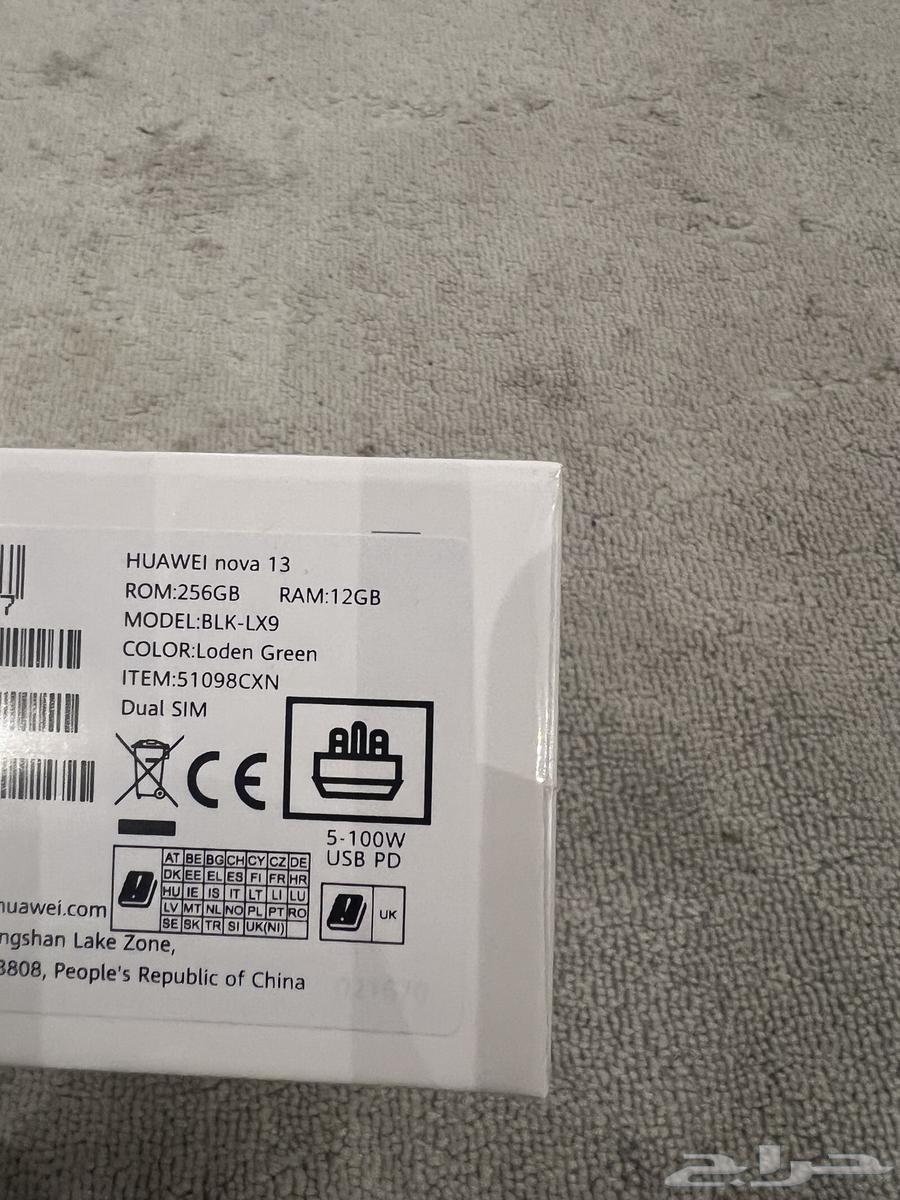 HUAWEI nova 13
ROM:256GB RAM:12GB
MODEL:BLK-LX9
COLOR:Loden Green
ITEM:51098CXN
Dual SIM
7
CE
5-100W
USB PD
AT BE BG CH CY CZ DE
DK EE EL ES FI FR HR
HU IE IS IT LT LI LU
LV MT NL NO PL PT RO
SE SK TR SI UK(NI)
UK
huawei.com
ngshan Lake Zone,
3808, People's Republic of China
حراج